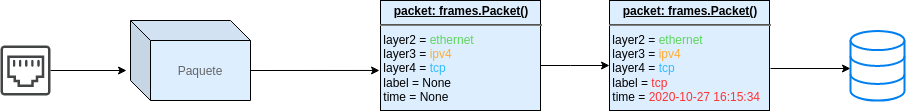 Paquete
packet: frames.Packet()
layer2 = ethernet
layer3 = ipv4
layer4 = tcp
label = None
time = None
packet: frames.Packet()
layer2 = ethernet
layer3 = ipv4
layer4 = tcp
label = tcp
time = 2020-10-27 16:15:34